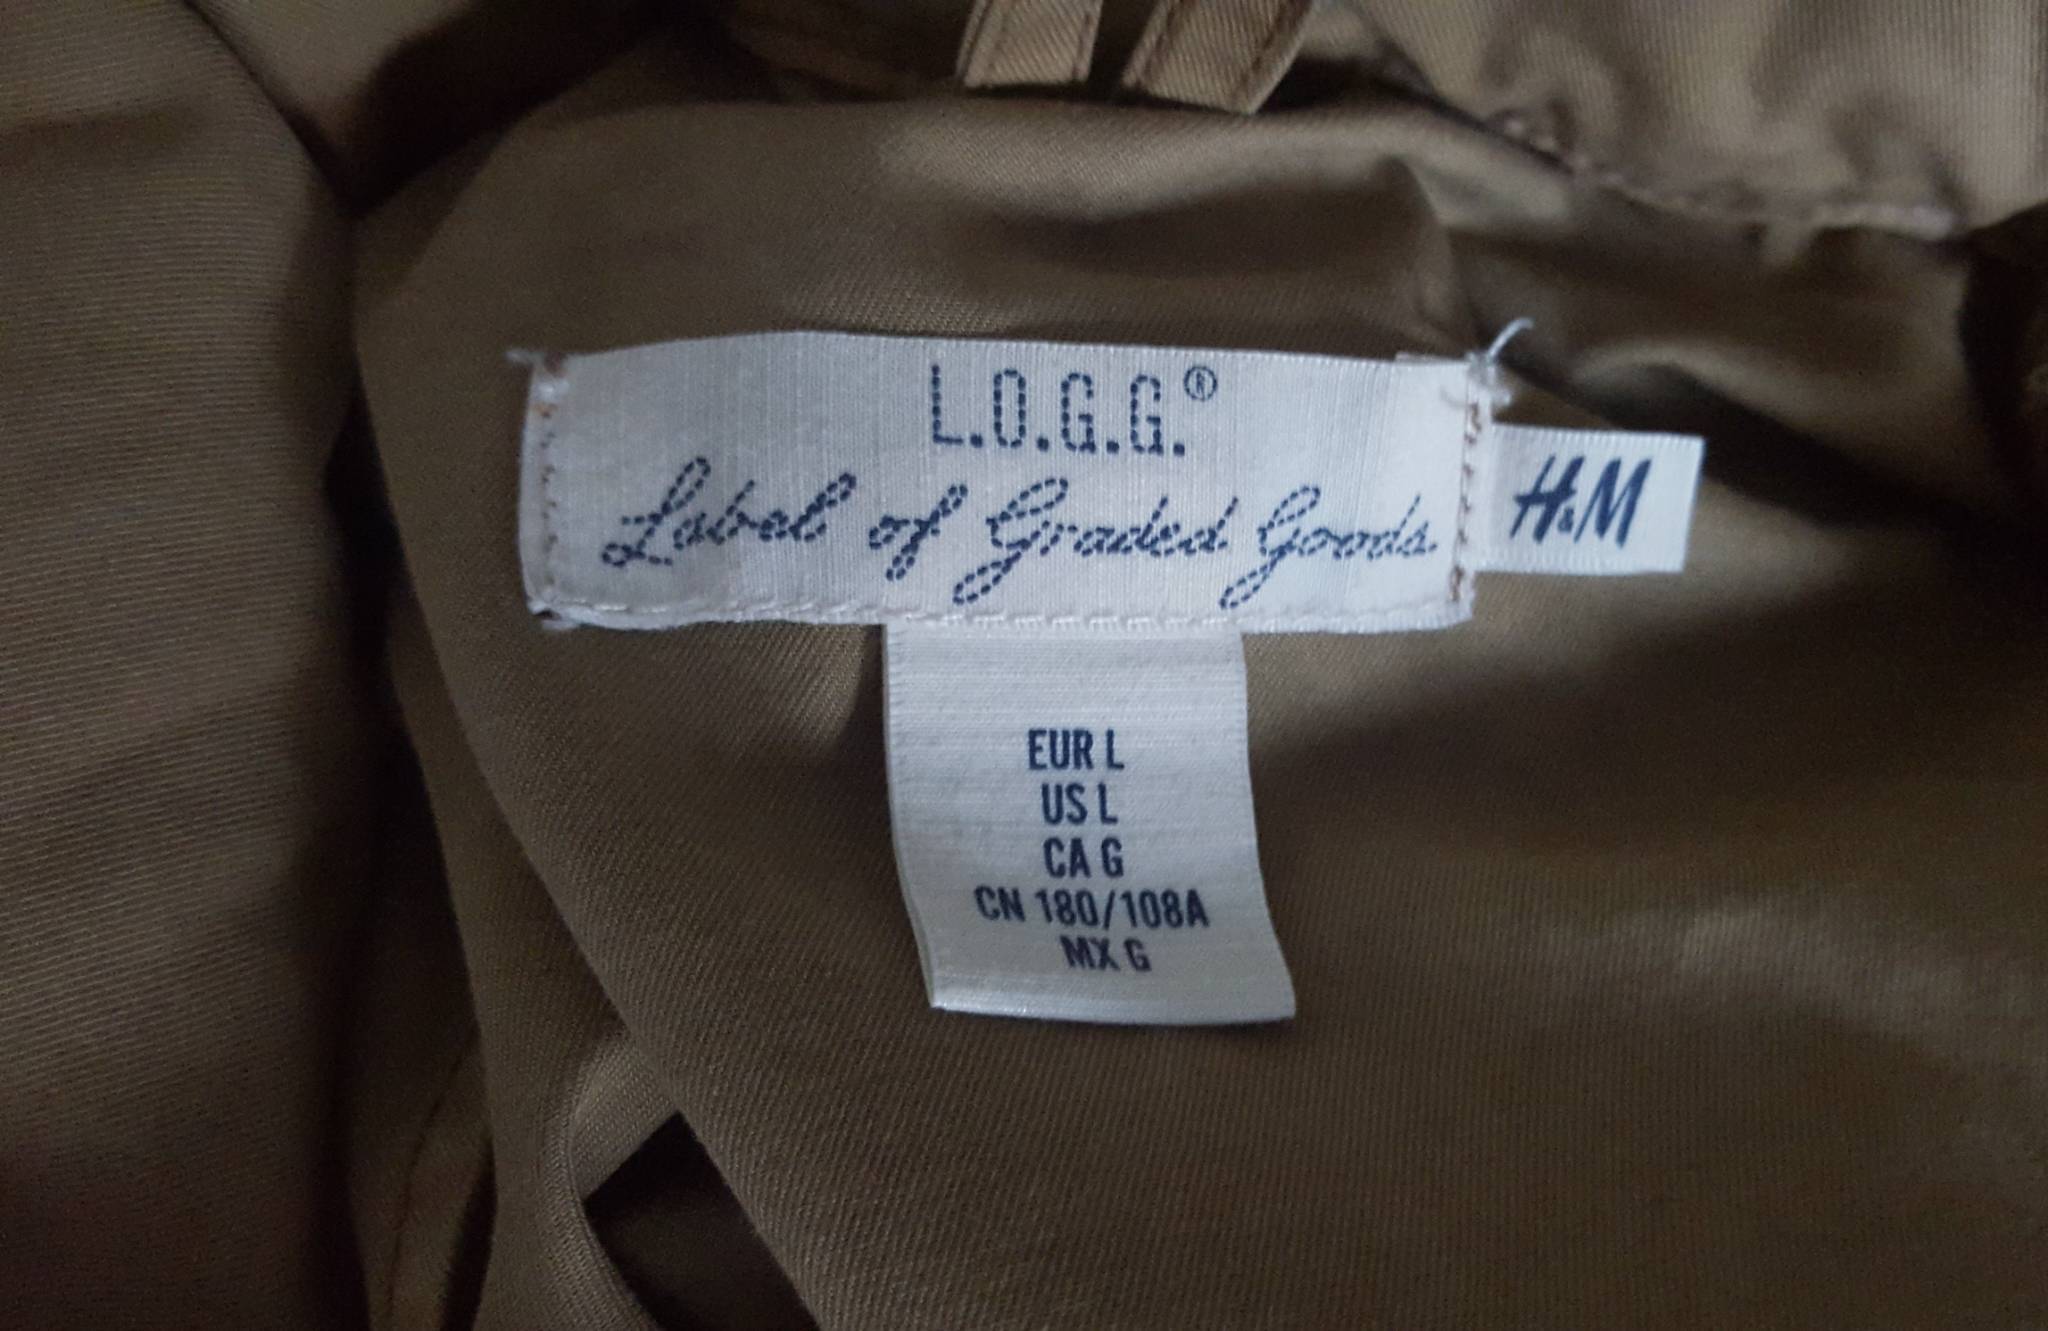 L.O.G.G.®
Label of Graded Goods.
H&M
EUR L
US L
CA G
CN 180/108A
MX G